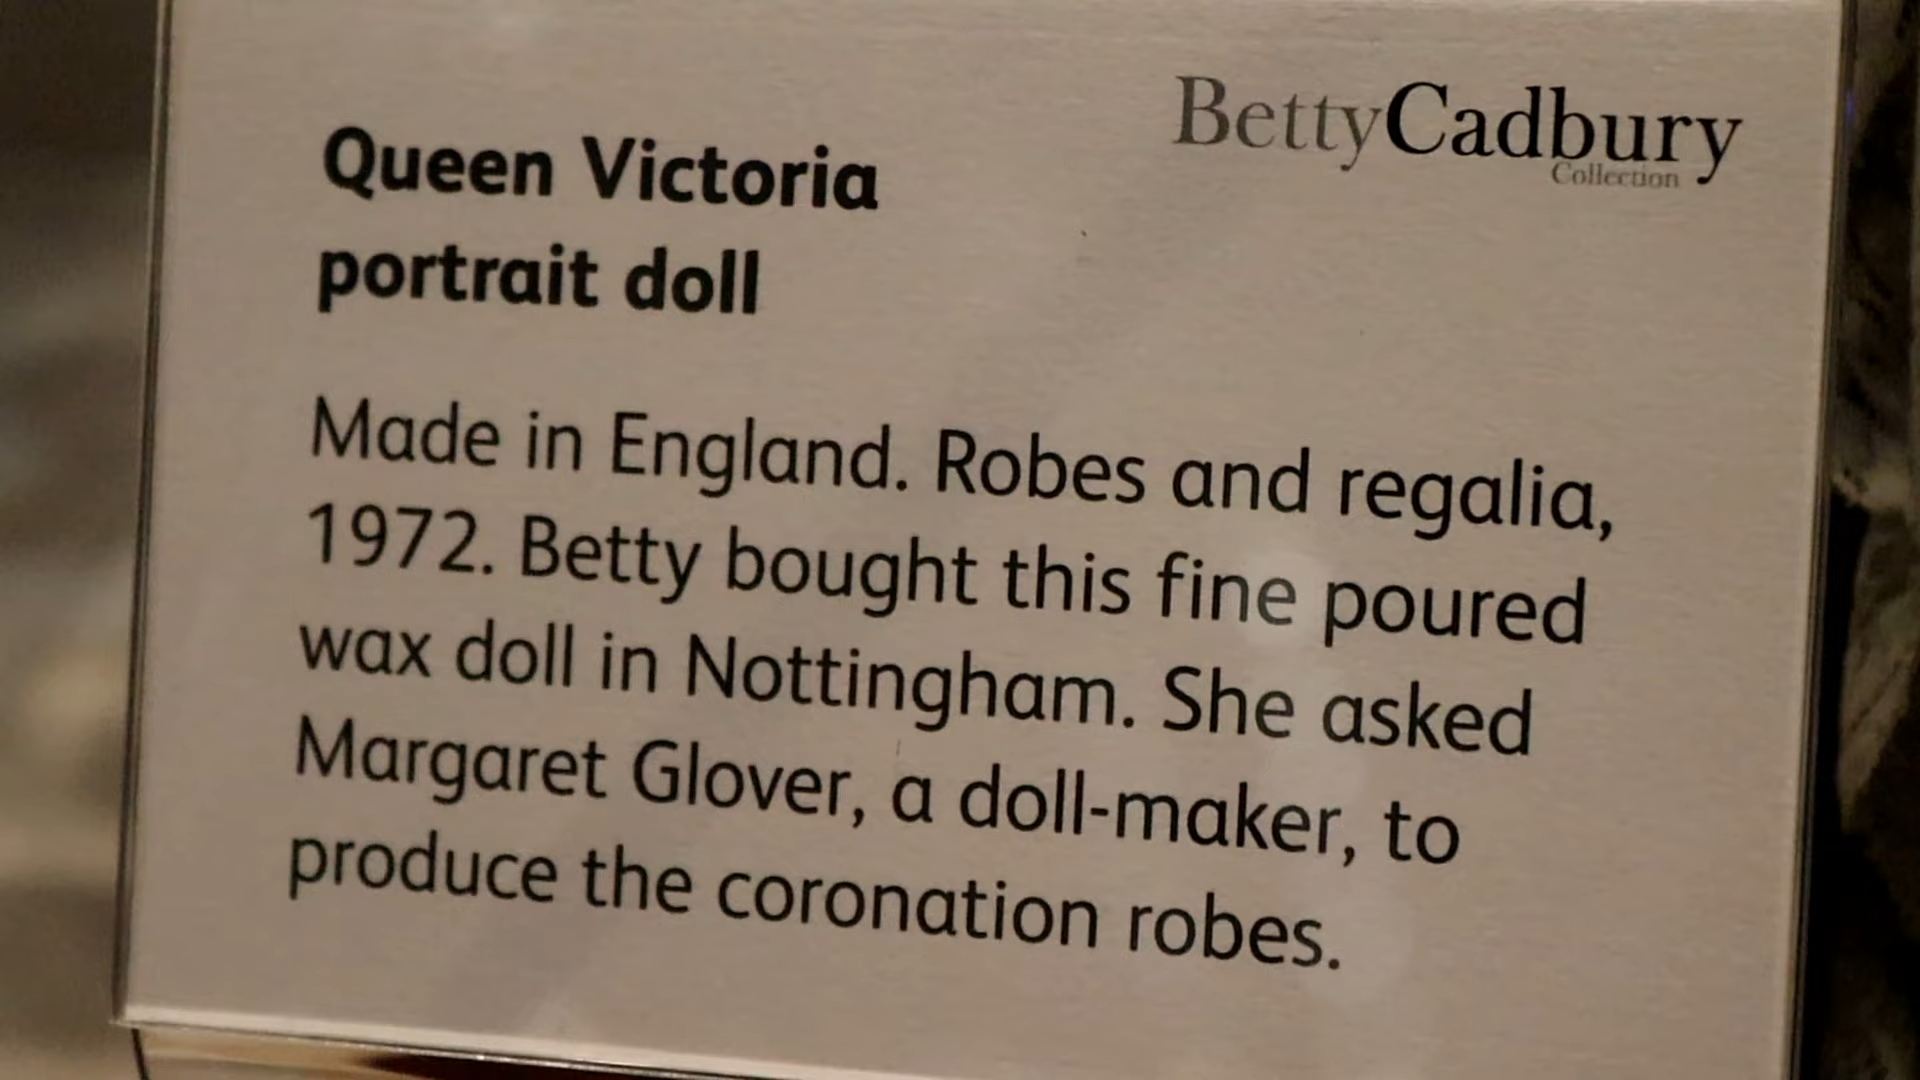 BettyCadbury
Collection
Queen Victoria
portrait doll
Made in England. Robes and regalia,
1972. Betty bought this fine poured
wax doll in Nottingham. She asked
Margaret Glover, a doll-maker, to
produce the coronation robes.